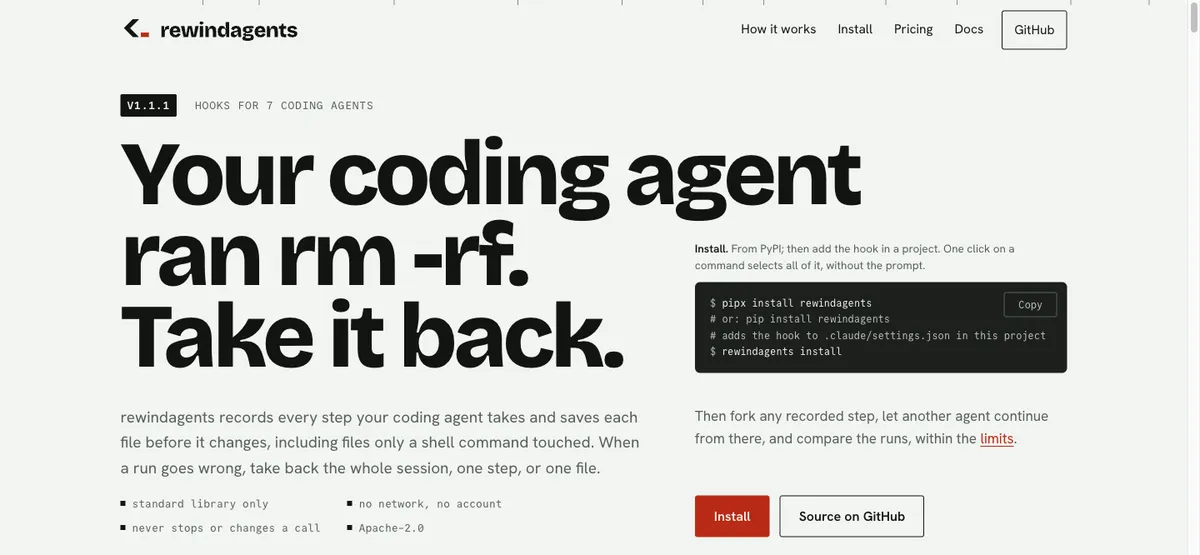 rewindagents
How it works
Install
Pricing
Docs
GitHub
V1.1.1
HOOKS FOR 7 CODING AGENTS
Your coding agent
ran rm -rf.
Take it back.
rewindagents records every step your coding agent takes and saves each
file before it changes, including files only a shell command touched. When
a run goes wrong, take back the whole session, one step, or one file.
standard library only
no network, no account
never stops or changes a call
Apache-2.0
Install. From PyPI; then add the hook in a project. One click on a
command selects all of it, without the prompt.
Copy
$ pipx install rewindagents
# or: pip install rewindagents
# adds the hook to .claude/settings.json in this project
$ rewindagents install
Then fork any recorded step, let another agent continue
from there, and compare the runs, within the limits.
Install
Source on GitHub